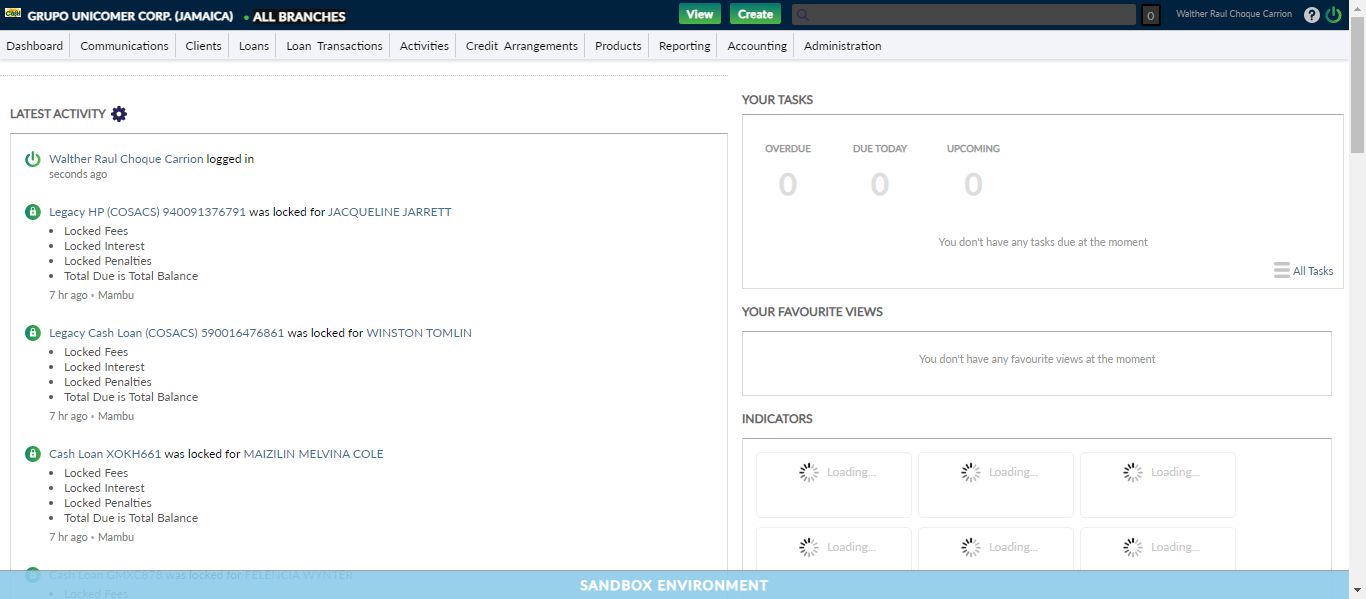 GRUPO UNICOMER CORP. (JAMAICA) • ALL BRANCHES
View
Create
0
Walther Raul Choque Carrion
?
Dashboard
Communications
Clients
Loans
Loan Transactions
Activities
Credit Arrangements
Products
Reporting
Accounting
Administration
LATEST ACTIVITY
Walther Raul Choque Carrion logged in
seconds ago
Legacy HP (COSACS) 940091376791 was locked for JACQUELINE JARRETT
• Locked Fees
• Locked Interest
• Locked Penalties
• Total Due is Total Balance
7 hr ago • Mambu
Legacy Cash Loan (COSACS) 590016476861 was locked for WINSTON TOMLIN
• Locked Fees
• Locked Interest
• Locked Penalties
• Total Due is Total Balance
7 hr ago • Mambu
Cash Loan XOKH661 was locked for MAIZILIN MELVINA COLE
• Locked Fees
• Locked Interest
• Locked Penalties
• Total Due is Total Balance
7 hr ago • Mambu
Cash Loan GMXC878 was locked for FELENCIA WYNTER
• Locked Fees
YOUR TASKS
OVERDUE
DUE TODAY
UPCOMING
0
0
0
You don't have any tasks due at the moment
All Tasks
YOUR FAVOURITE VIEWS
You don't have any favourite views at the moment
INDICATORS
Loading...
Loading...
Loading...
Loading...
Loading...
Loading...
SANDBOX ENVIRONMENT